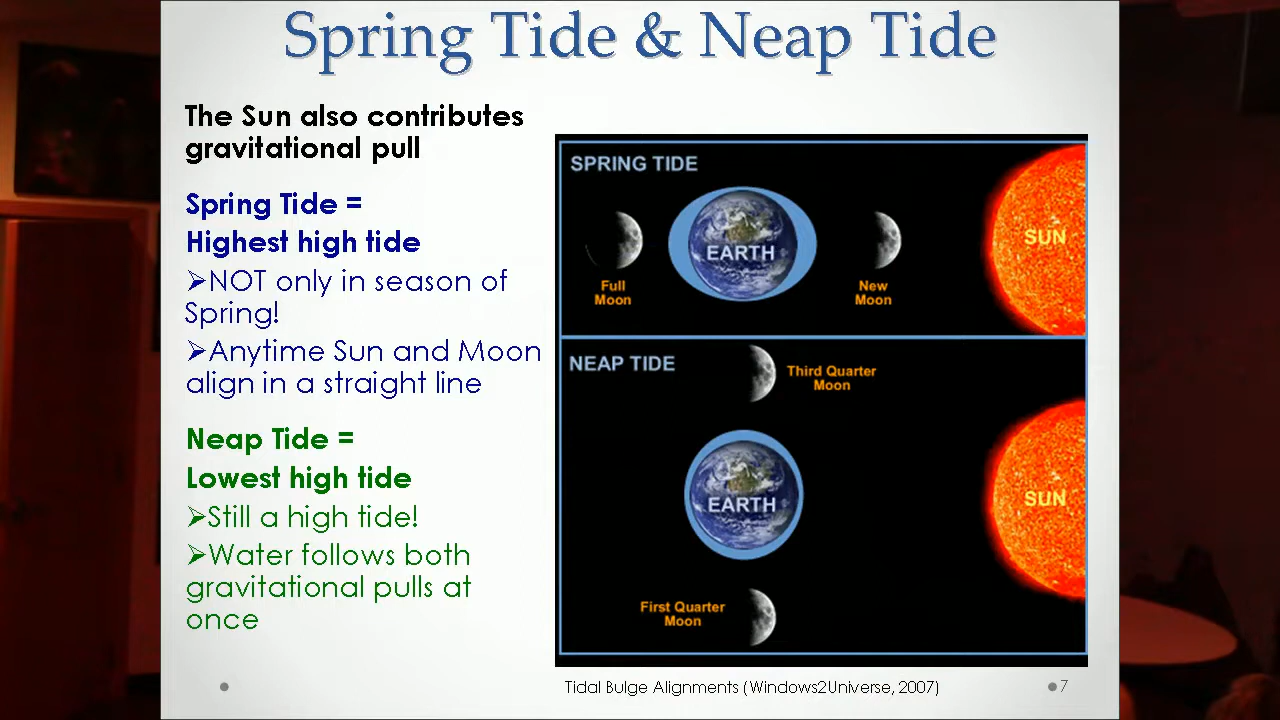 Spring Tide & Neap Tide
The Sun also contributes
gravitational pull
Spring Tide =
Highest high tide
➢NOT only in season of
Spring!
➢Anytime Sun and Moon
align in a straight line
Neap Tide =
Lowest high tide
➢Still a high tide!
➢Water follows both
gravitational pulls at
once
SPRING TIDE
EARTH
SUN
Full
Moon
New
Moon
NEAP TIDE
Third Quarter
Moon
EARTH
SUN
First Quarter
Moon
Tidal Bulge Alignments (Windows2Universe, 2007)
7